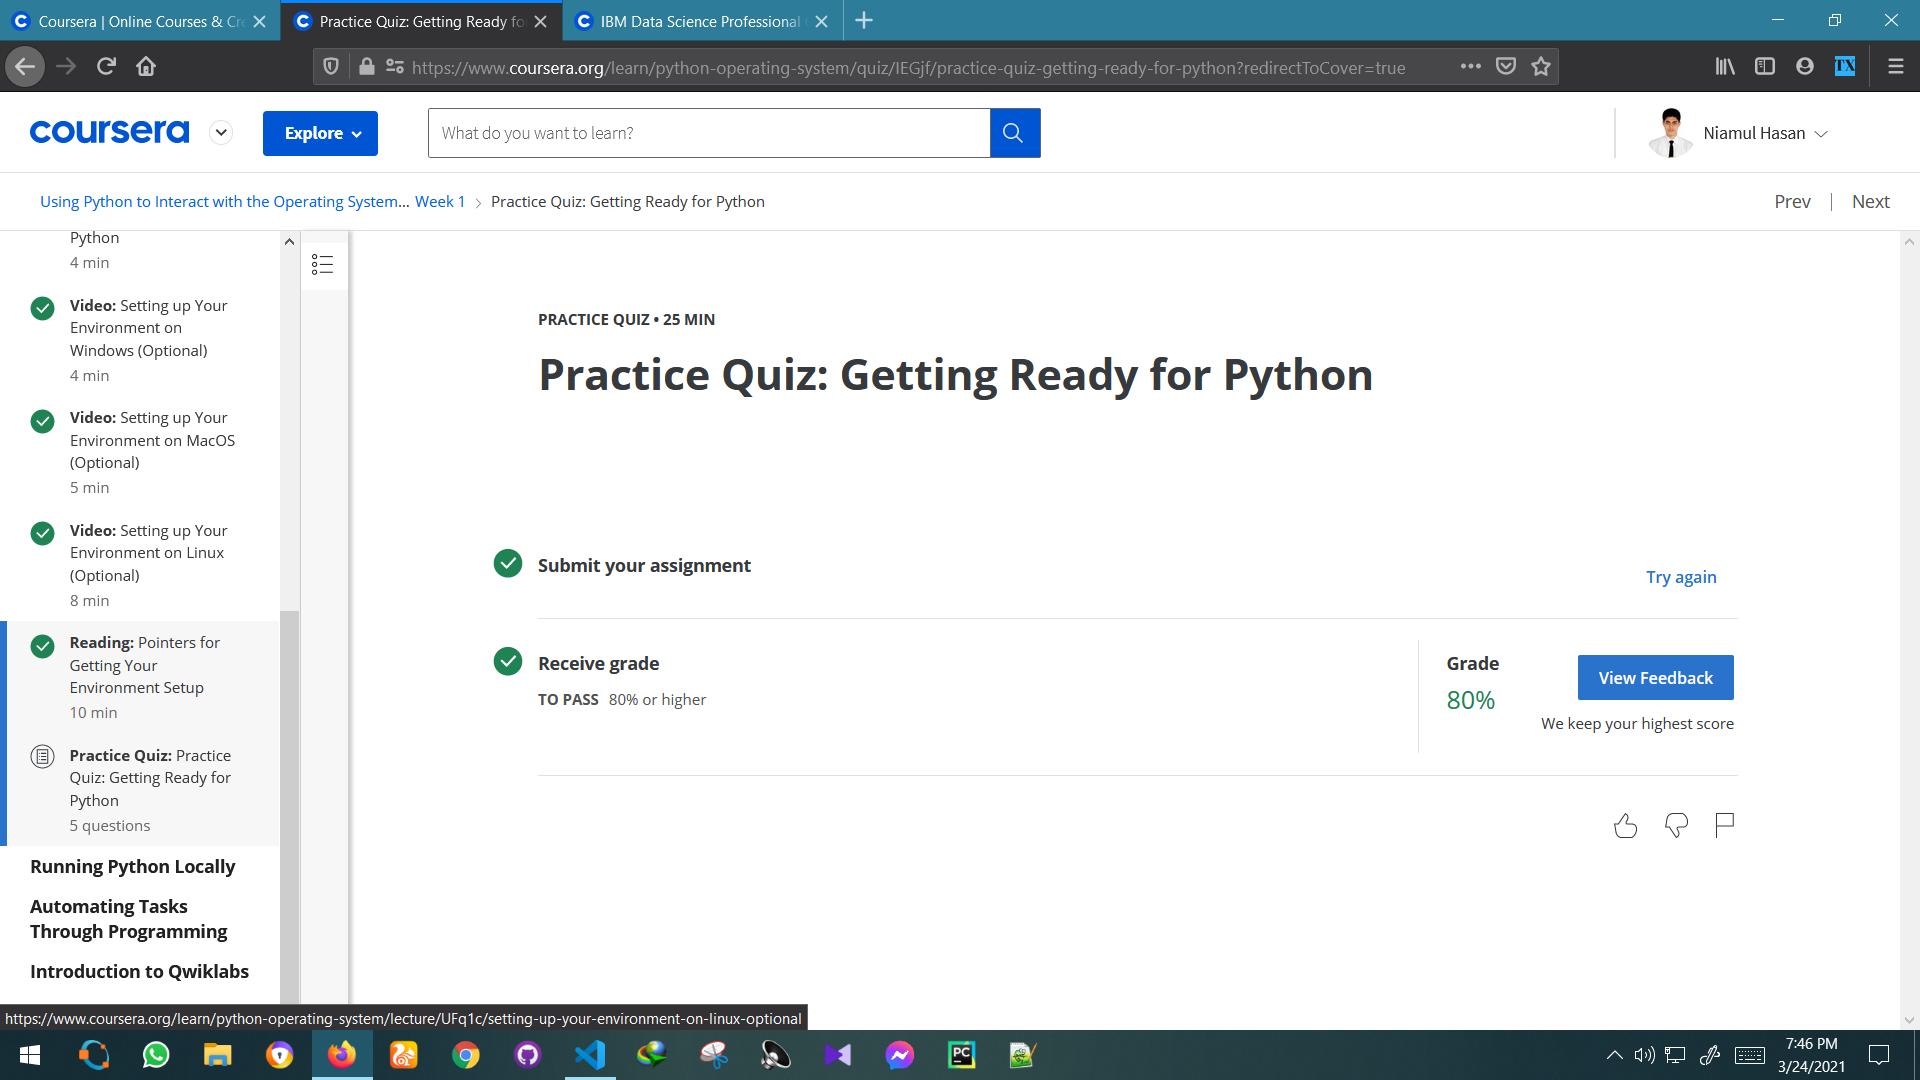 Coursera | Online Courses & Cre
Practice Quiz: Getting Ready fo
IBM Data Science Professional
https://www.coursera.org/learn/python-operating-system/quiz/IEGjf/practice-quiz-getting-ready-for-python?redirectToCover=true
coursera
Explore
What do you want to learn?
Niamul Hasan
Using Python to Interact with the Operating System... Week 1 > Practice Quiz: Getting Ready for Python
Prev | Next
Python
4 min
Video: Setting up Your
Environment on
Windows (Optional)
4 min
Video: Setting up Your
Environment on MacOS
(Optional)
5 min
Video: Setting up Your
Environment on Linux
(Optional)
8 min
Reading: Pointers for
Getting Your
Environment Setup
10 min
Practice Quiz: Practice
Quiz: Getting Ready for
Python
5 questions
Running Python Locally
Automating Tasks
Through Programming
Introduction to Qwiklabs
PRACTICE QUIZ • 25 MIN
Practice Quiz: Getting Ready for Python
Submit your assignment
Try again
Receive grade
TO PASS 80% or higher
Grade
80%
View Feedback
We keep your highest score
https://www.coursera.org/learn/python-operating-system/lecture/UFq1c/setting-up-your-environment-on-linux-optional
7:46 PM
3/24/2021